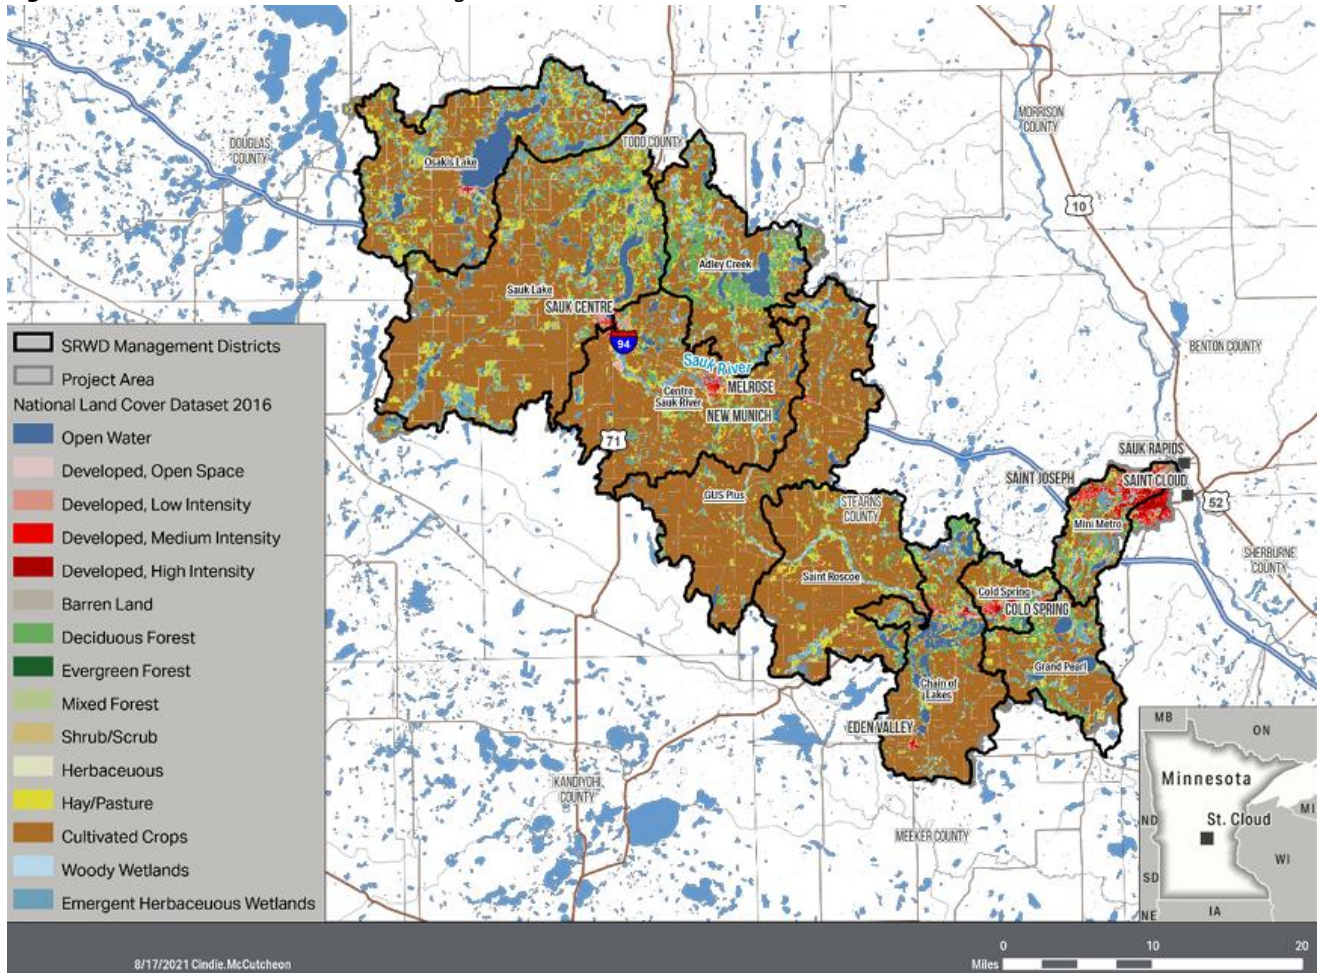 DOUGLAS
COUNTY
TODD COUNTY
MORRISON
COUNTY
10
Osakis Lake
Adley Creek
Sauk Lake
SAUK CENTRE
94
Sauk River
MELROSE
Centre
Sauk River
NEW MUNICH
71
BENTON COUNTY
SAUK RAPIDS
SAINT JOSEPH
SAINT CLOUD
52
GUS Plus
STEARNS
COUNTY
Mini Metro
SHERBURNE
COUNTY
Saint Roscoe
Cold Spring
COLD SPRING
Grand Pearl
Chain of
Lakes
EDEN VALLEY
KANDIYOHI
COUNTY
MEEKER COUNTY
SRWD Management Districts
Project Area
National Land Cover Dataset 2016
Open Water
Developed, Open Space
Developed, Low Intensity
Developed, Medium Intensity
Developed, High Intensity
Barren Land
Deciduous Forest
Evergreen Forest
Mixed Forest
Shrub/Scrub
Herbaceuous
Hay/Pasture
Cultivated Crops
Woody Wetlands
Emergent Herbaceuous Wetlands
MB
ON
Minnesota
MI
ND
St. Cloud
WI
SD
NE
IA
8/17/2021 Cindie.McCutcheon
0 10 20
Miles